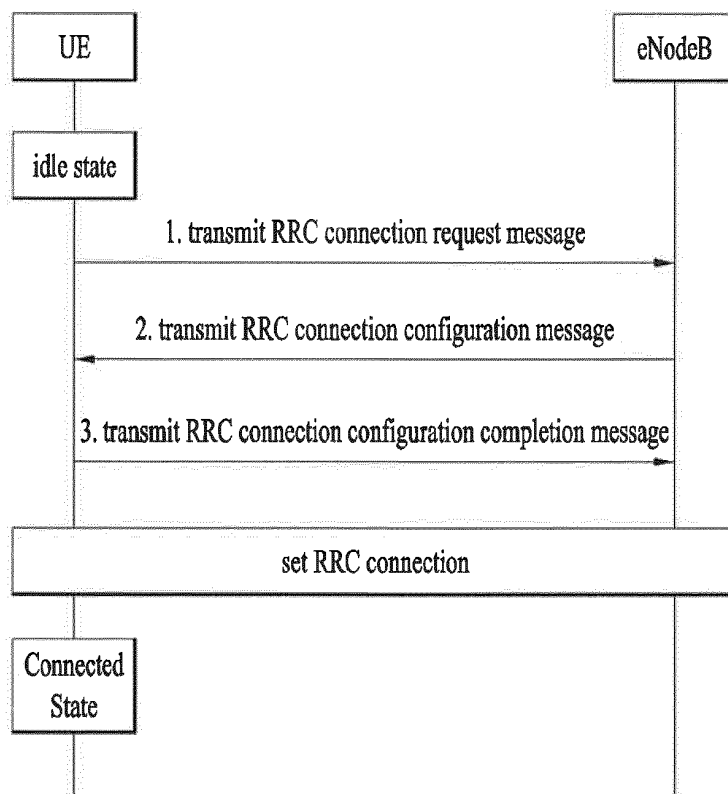 UE
eNodeB
idle state
1. transmit RRC connection request message
2. transmit RRC connection configuration message
3. transmit RRC connection configuration completion message
set RRC connection
Connected
State